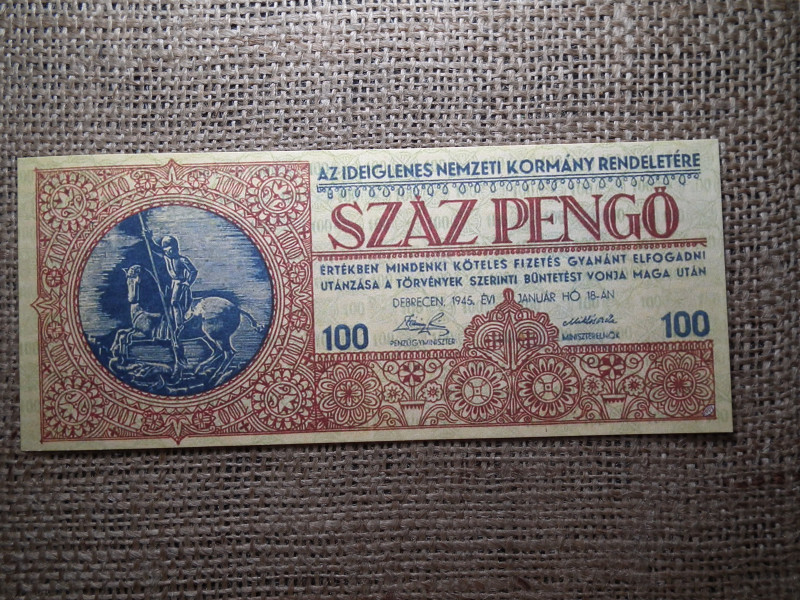 AZ IDEIGLENES NEMZETI KORMÁNY RENDELETÉRE
SZÁZ PENGŐ
ÉRTÉKBEN MINDENKI KÖTELES FIZETÉS GYANÁNT ELFOGADNI
UTÁNZÁSA A TÖRVÉNYEK SZERINTI BÜNTETÉST VONJA MAGA UTÁN
DEBRECEN, 1945. ÉVI JANUÁR HÓ 18-ÁN
100 100
PÉNZÜGYMINISZTER MINISZTERELNÖK